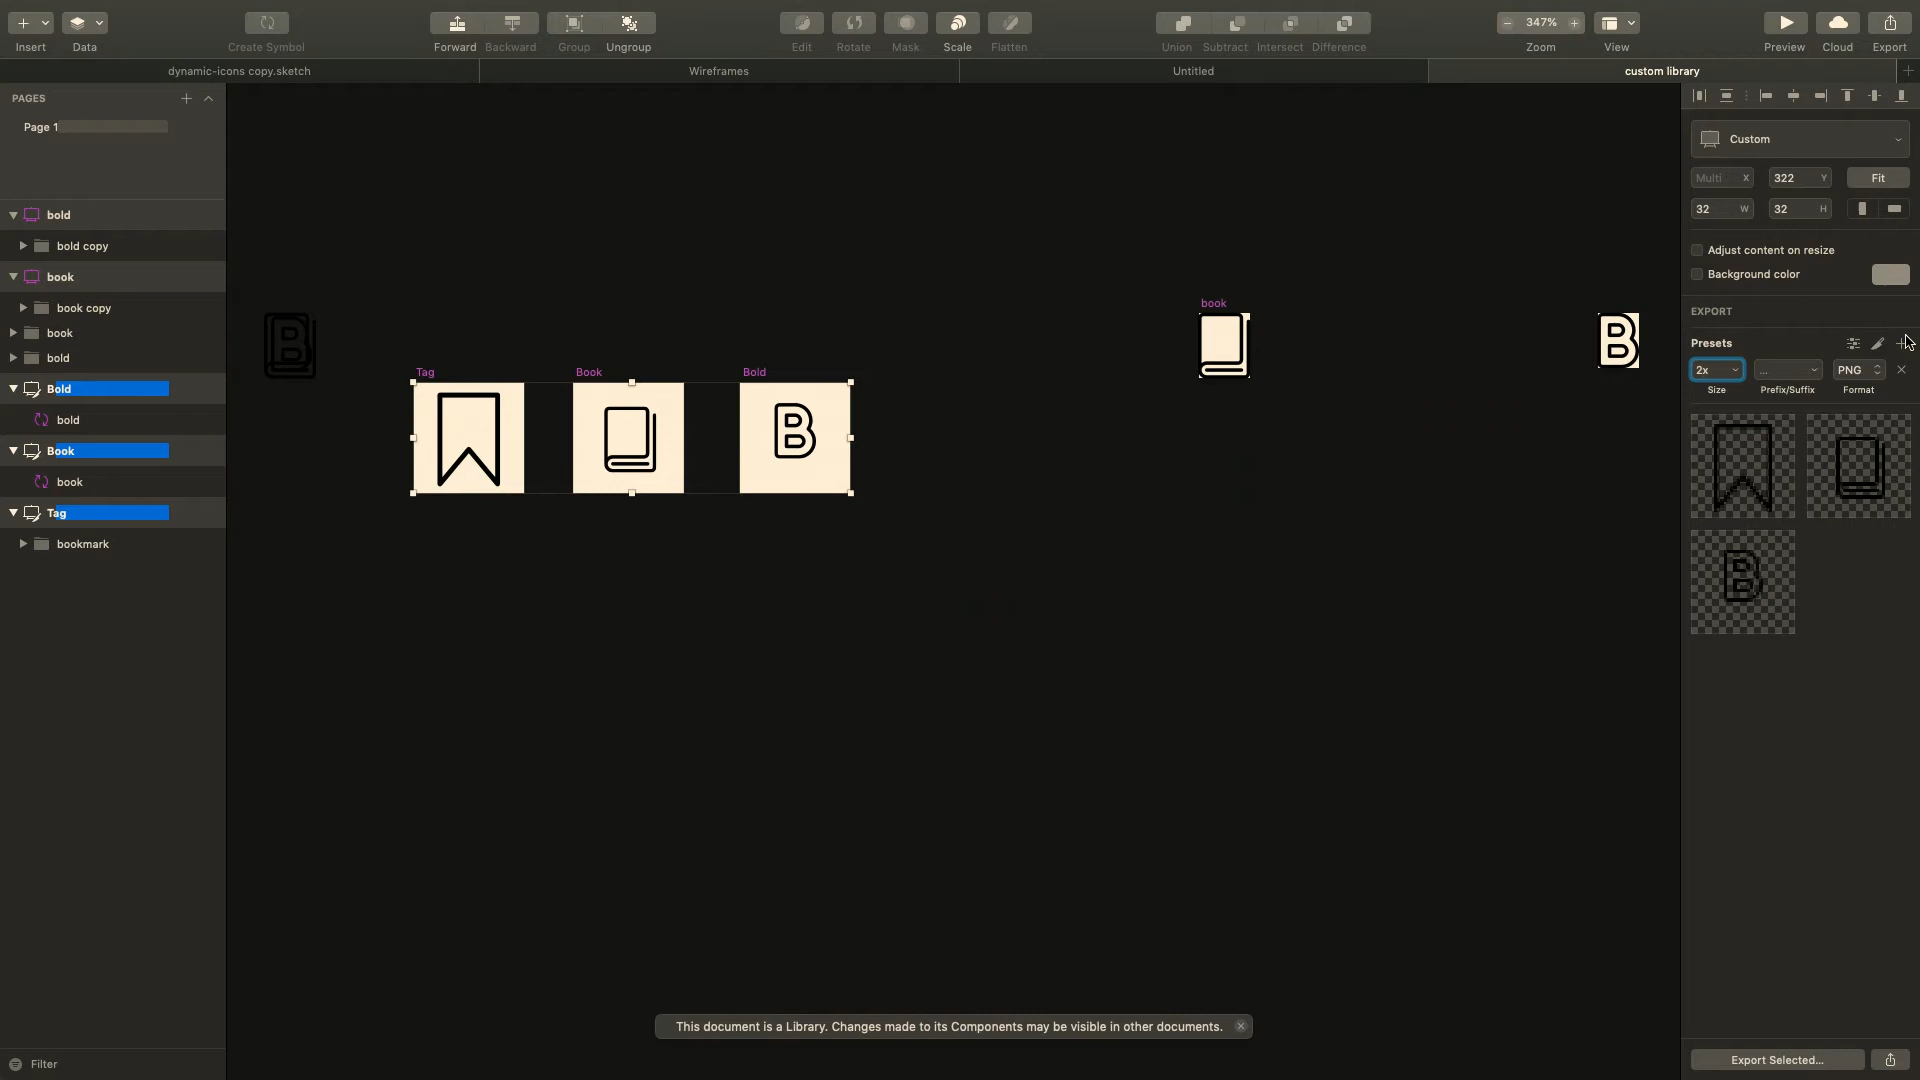 Insert
Data
Create Symbol
Forward
Backward
Group
Ungroup
Edit
Rotate
Mask
Scale
Flatten
Union
Subtract
Intersect
Difference
347%
Zoom
View
Preview
Cloud
Export
dynamic-icons copy.sketch
Wireframes
Untitled
custom library
PAGES
Page 1
bold
bold copy
book
book copy
book
bold
Bold
bold
Book
book
Tag
bookmark
Filter
B
Tag
Book
Bold
B
book
B
This document is a Library. Changes made to its Components may be visible in other documents.
Custom
Multi X
322 Y
Fit
32 W
32 H
Adjust content on resize
Background color
EXPORT
Presets
2x
...
PNG
Size
Prefix/Suffix
Format
B
Export Selected...